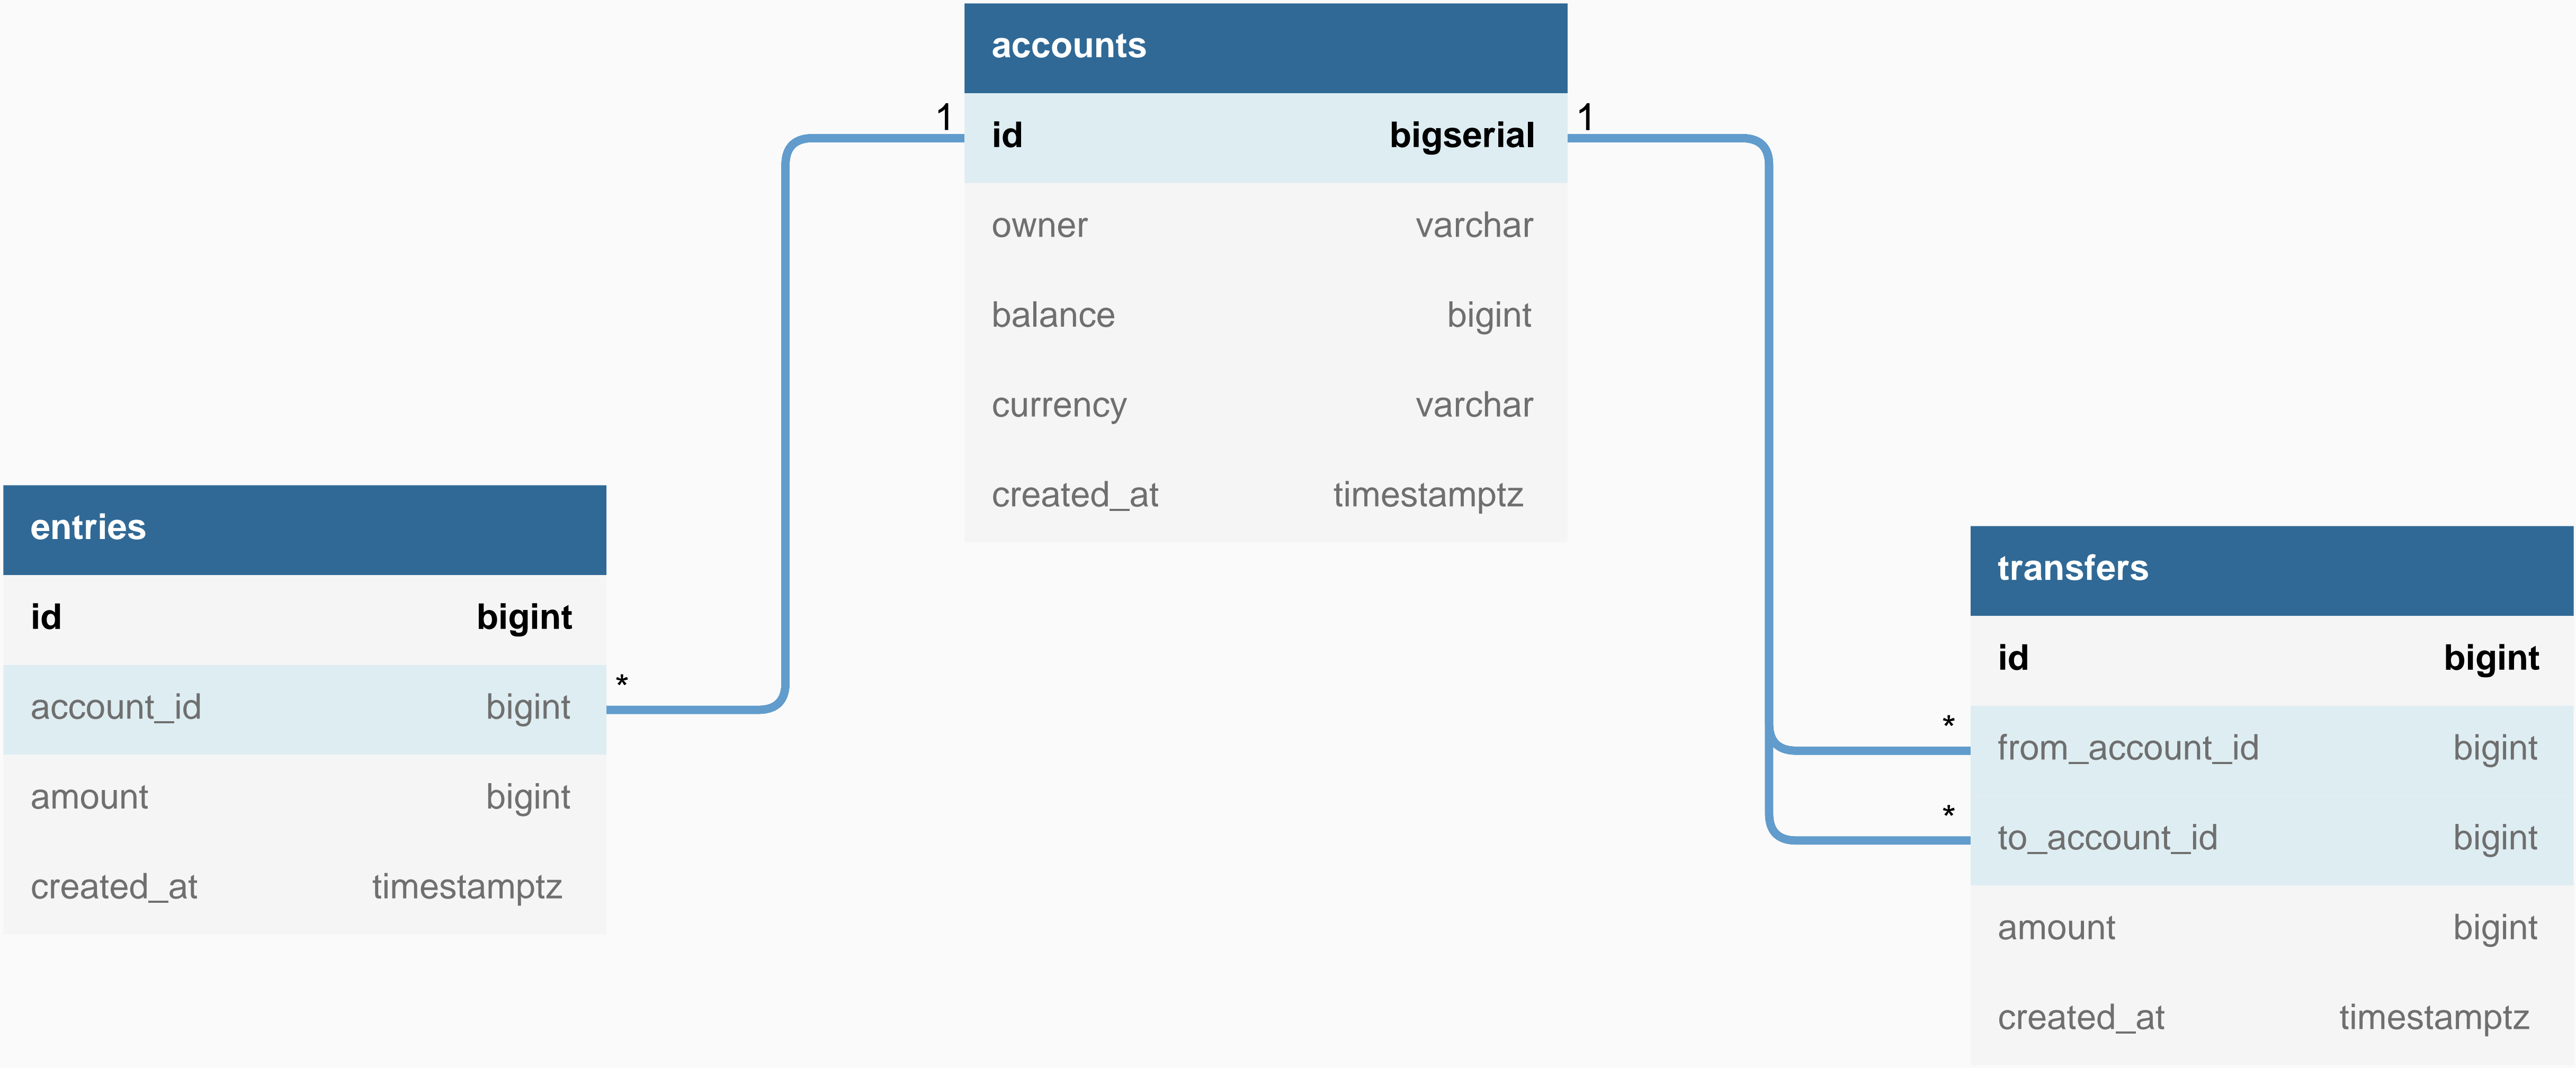 accounts
1
id bigserial
1
owner varchar
balance bigint
currency varchar
created_at timestamptz
entries
id bigint
*
account_id bigint
amount bigint
created_at timestamptz
transfers
id bigint
*
from_account_id bigint
*
to_account_id bigint
amount bigint
created_at timestamptz